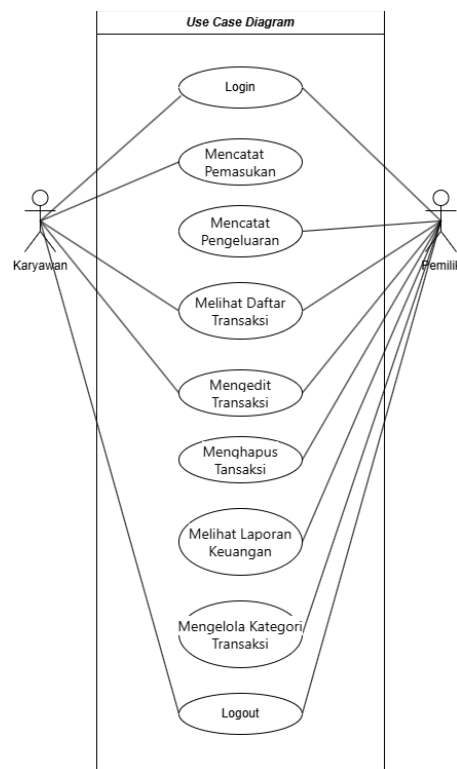 Use Case Diagram
Login
Mencatat
Pemasukan
Mencatat
Pengeluaran
Karyawan
Pemilik
Melihat Daftar
Transaksi
Mengedit
Transaksi
Menghapus
Tansaksi
Melihat Laporan
Keuangan
Mengelola Kategori
Transaksi
Logout